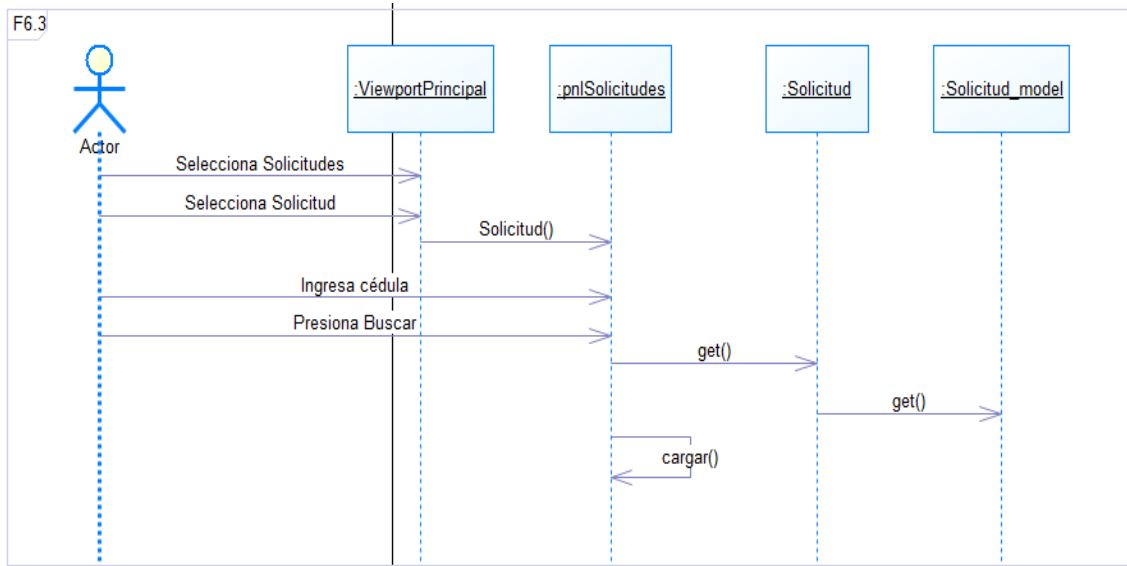 F6.3
:ViewportPrincipal
:pnlSolicitudes
:Solicitud
:Solicitud_model
Actor
Selecciona Solicitudes
Selecciona Solicitud
Solicitud()
Ingresa cédula
Presiona Buscar
get()
get()
cargar()